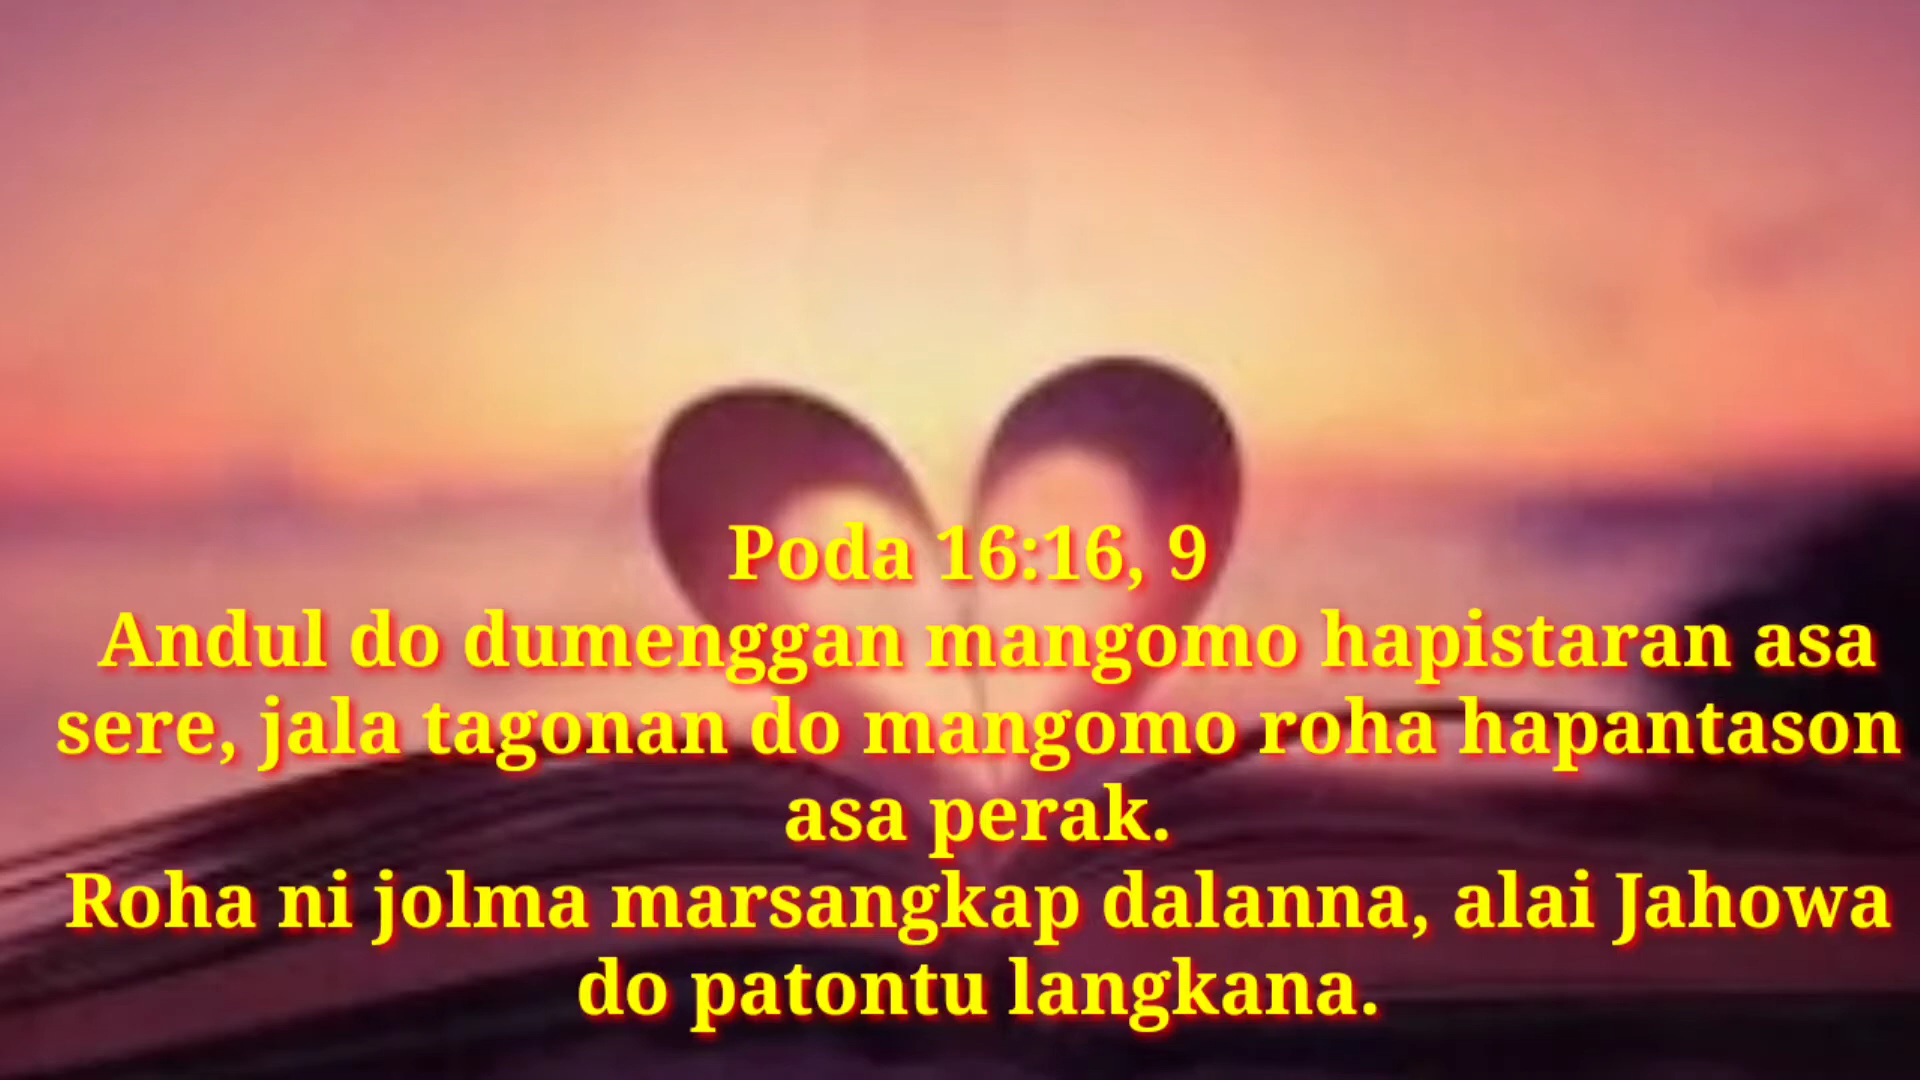 Poda 16:16, 9
Andul do dumenggan mangomo hapistaran asa
sere, jala tagonan do mangomo roha hapantason
asa perak.
Roha ni jolma marsangkap dalanna, alai Jahowa
do patontu langkana.